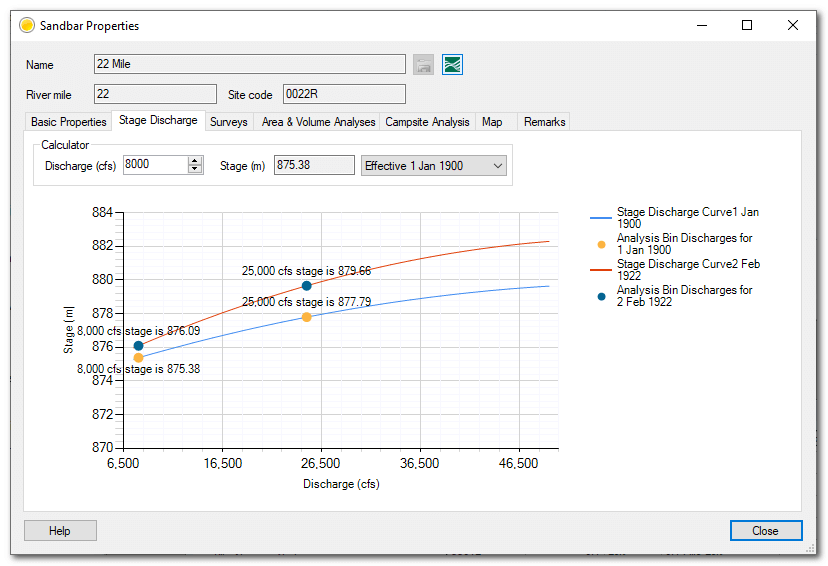 Sandbar Properties
Name 22 Mile
River mile 22 Site code 0022R
Basic Properties Stage Discharge Surveys Area & Volume Analyses Campsite Analysis Map Remarks
Calculator
Discharge (cfs) 8000 Stage (m) 875.38 Effective 1 Jan 1900
884
882
880
878
876
874
872
870
Stage (m)
25,000 cfs stage is 879.66
25,000 cfs stage is 877.79
8,000 cfs stage is 876.09
8,000 cfs stage is 875.38
6,500 16,500 26,500 36,500 46,500
Discharge (cfs)
Stage Discharge Curve1 Jan
1900
Analysis Bin Discharges for
1 Jan 1900
Stage Discharge Curve2 Feb
1922
Analysis Bin Discharges for
2 Feb 1922
Help Close